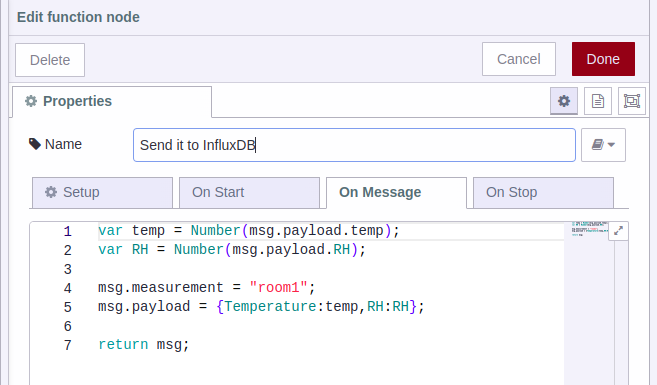 Edit function node
Delete
Cancel
Done
Properties
Name
Send it to InfluxDB
Setup
On Start
On Message
On Stop
1 var temp = Number(msg.payload.temp);
2 var RH = Number(msg.payload.RH);
3
4 msg.measurement = "room1";
5 msg.payload = {Temperature:temp,RH:RH};
6
7 return msg;